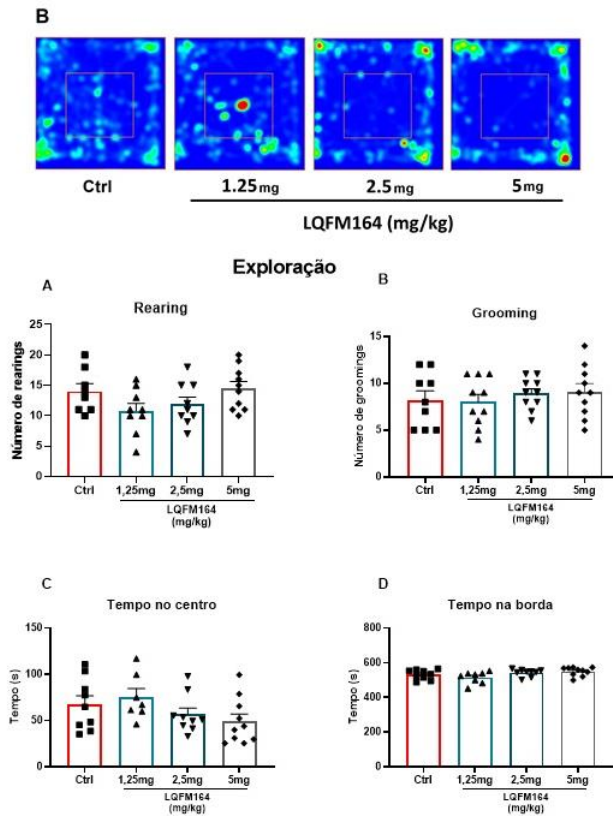 B
Ctrl 1.25mg 2.5mg 5mg
LQFM164 (mg/kg)
Exploração
A
Rearing
Número de rearings
25
20
15
10
5
0
Ctrl 1,25mg 2,5mg 5mg
LQFM164
(mg/kg)
B
Grooming
Número de groomings
15
10
5
0
Ctrl 1,25mg 2,5mg 5mg
LQFM164
(mg/kg)
C
Tempo no centro
Tempo (s)
150
100
50
0
Ctrl 1,25mg 2,5mg 5mg
LQFM164
(mg/kg)
D
Tempo na borda
Tempo (s)
800
600
400
200
0
Ctrl 1,25mg 2,5mg 5mg
LQFM164
(mg/kg)